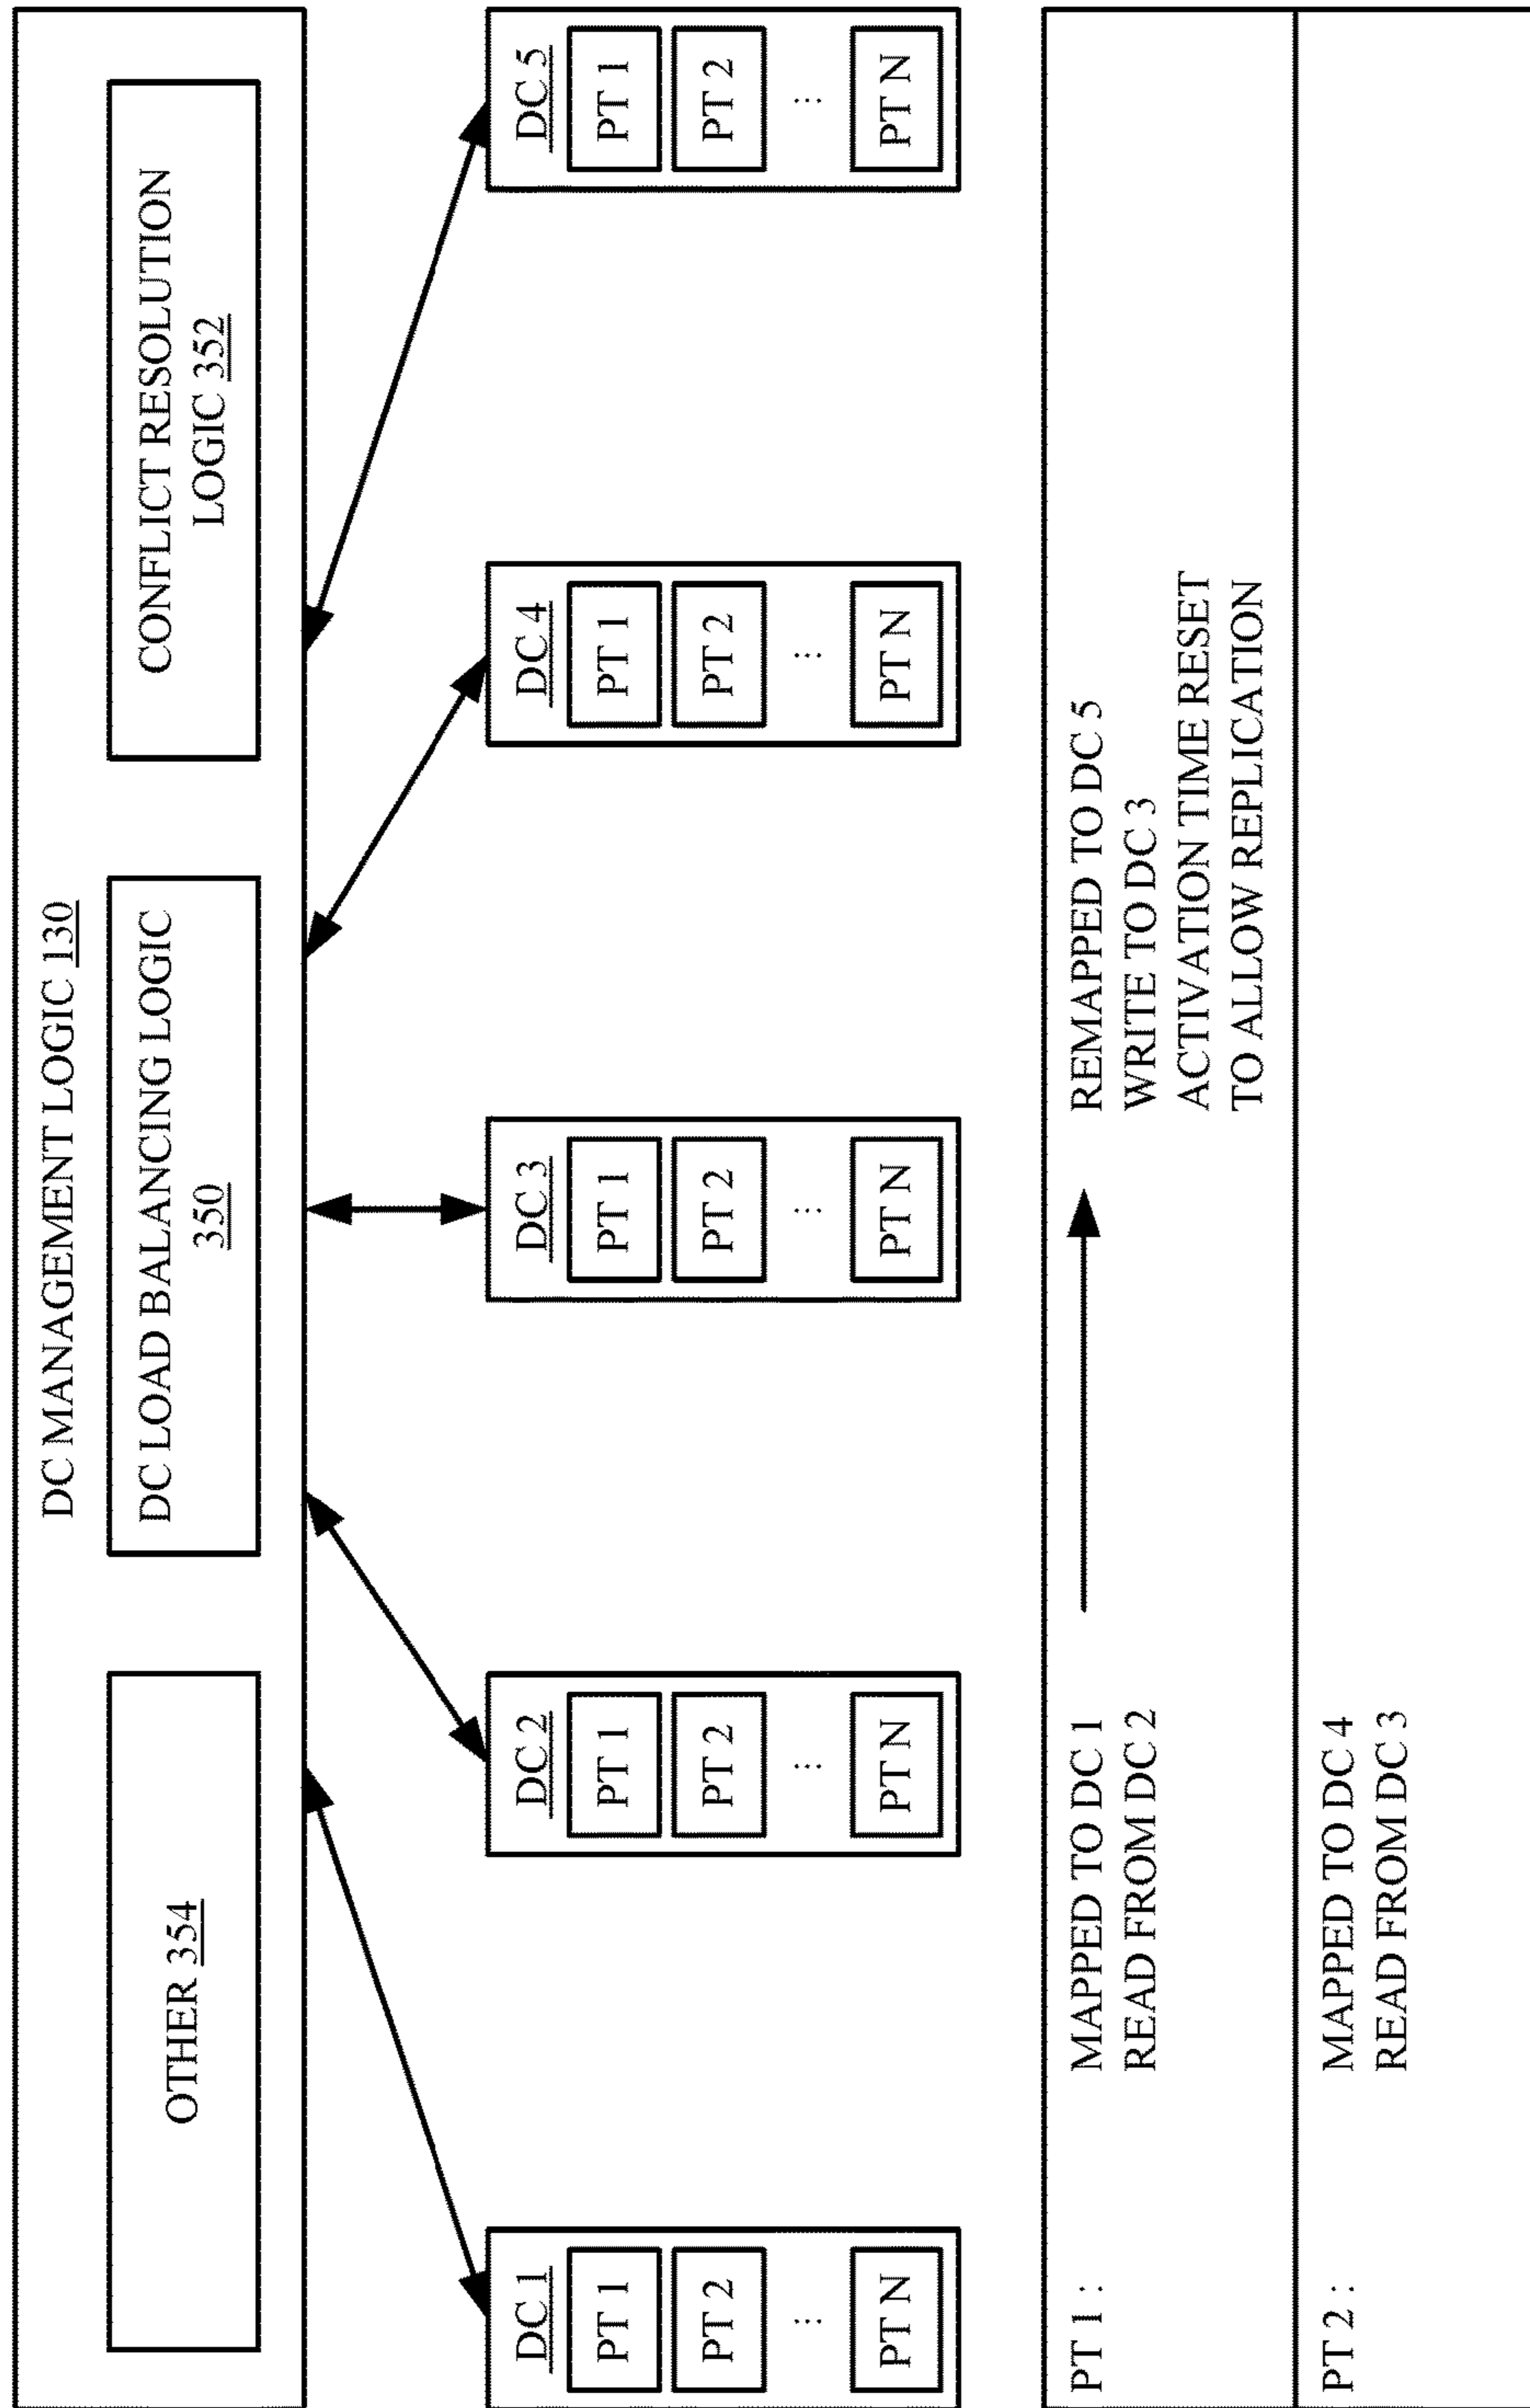 DC MANAGEMENT LOGIC 130
OTHER 354
DC LOAD BALANCING LOGIC
350
CONFLICT RESOLUTION
LOGIC 352
DC 1
PT 1
PT 2
...
PT N
DC 2
PT 1
PT 2
...
PT N
DC 3
PT 1
PT 2
...
PT N
DC 4
PT 1
PT 2
...
PT N
DC 5
PT 1
PT 2
...
PT N
PT 1 :
MAPPED TO DC 1
READ FROM DC 2
REMAPPED TO DC 5
WRITE TO DC 3
ACTIVATION TIME RESET
TO ALLOW REPLICATION
PT 2 :
MAPPED TO DC 4
READ FROM DC 3